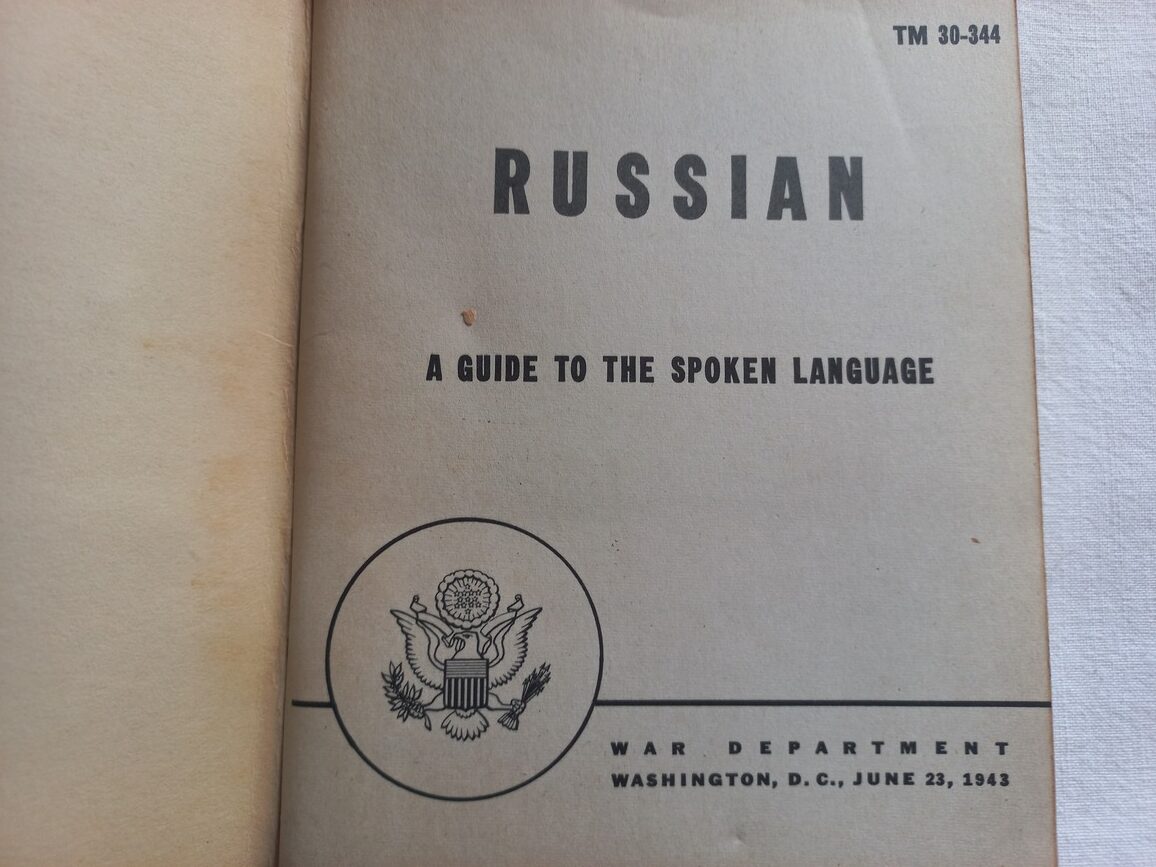 TM 30-344
RUSSIAN
A GUIDE TO THE SPOKEN LANGUAGE
WAR DEPARTMENT
WASHINGTON, D. C., JUNE 23, 1943